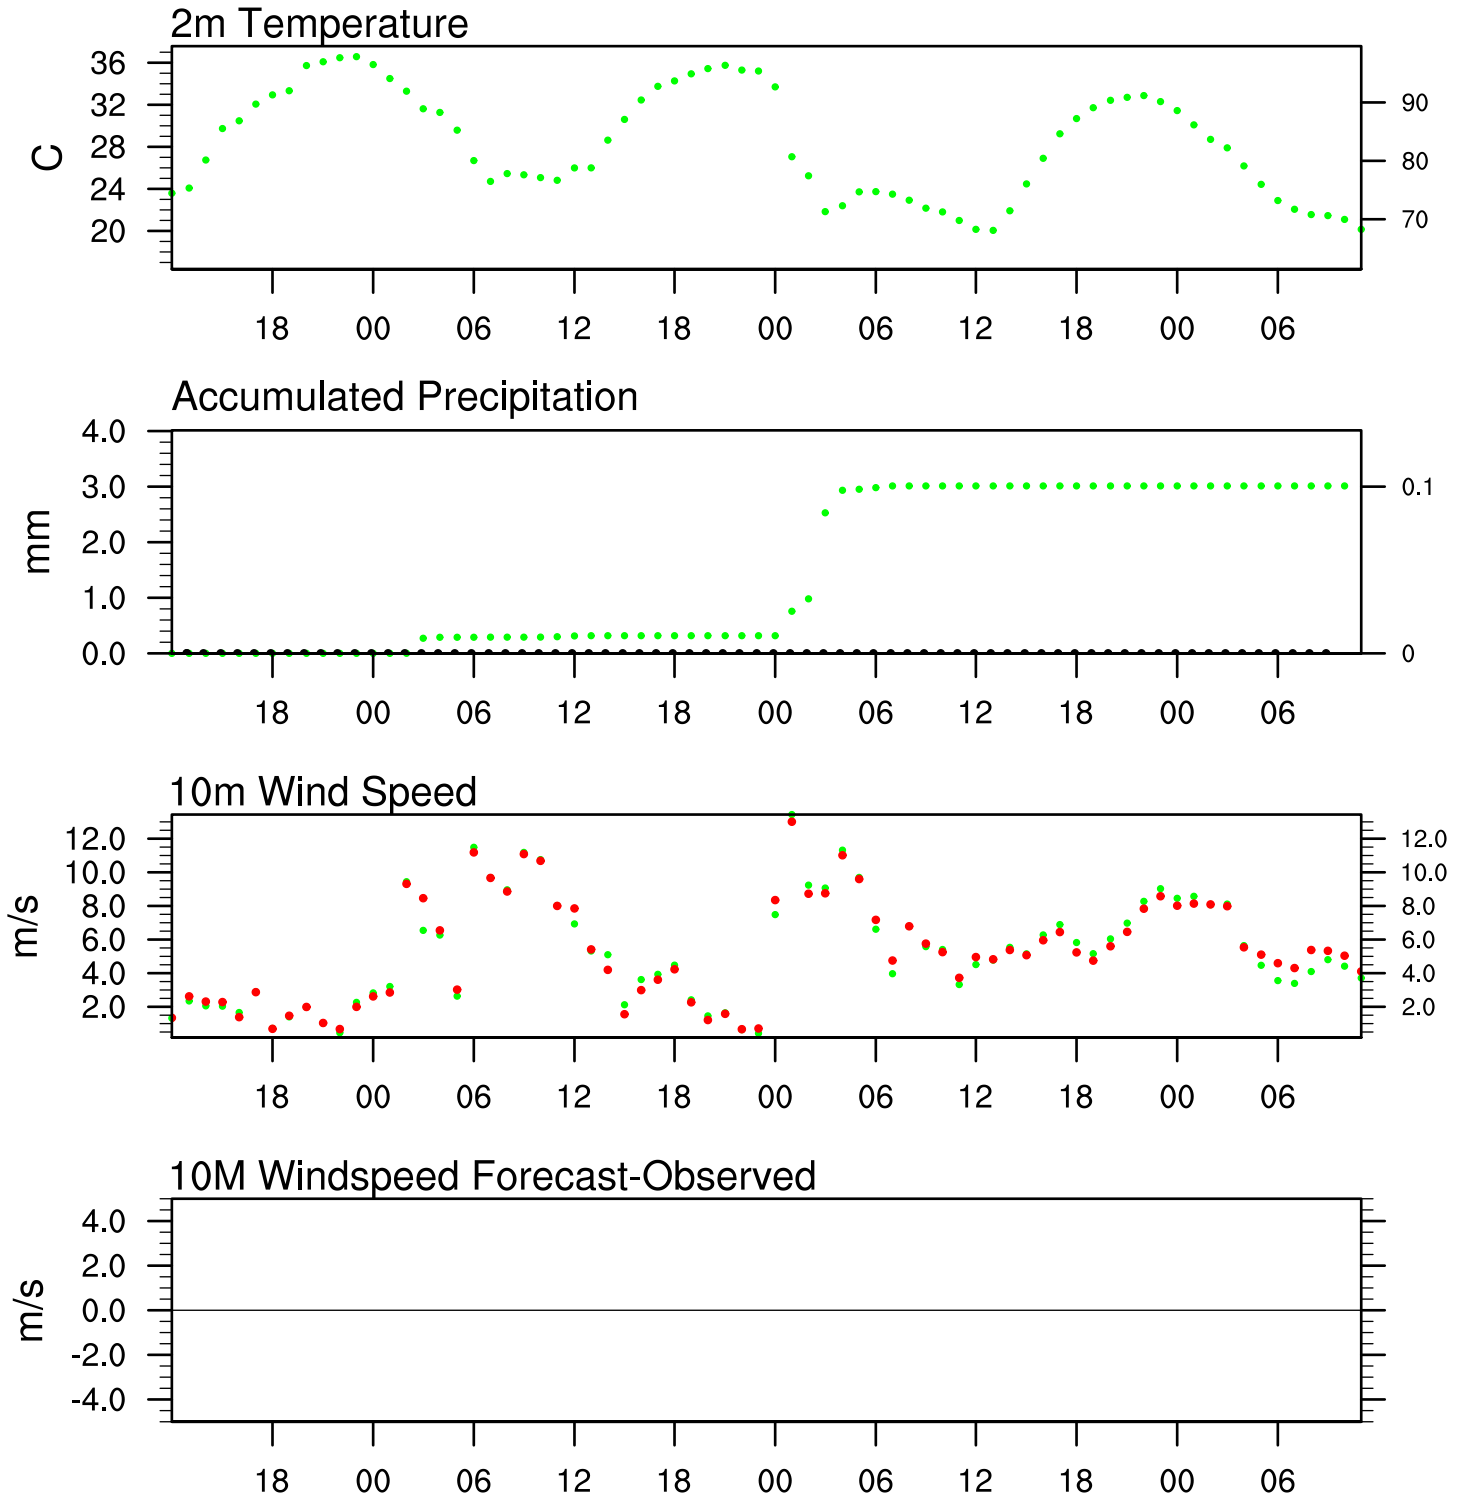 2m Temperature
36
32
28
24
20
C
90
80
70
18 00 06 12 18 00 06 12 18 00 06
Accumulated Precipitation
4.0
3.0
2.0
1.0
0.0
mm
0.1
0
18 00 06 12 18 00 06 12 18 00 06
10m Wind Speed
12.0
10.0
8.0
6.0
4.0
2.0
m/s
12.0
10.0
8.0
6.0
4.0
2.0
18 00 06 12 18 00 06 12 18 00 06
10M Windspeed Forecast-Observed
4.0
2.0
0.0
-2.0
-4.0
m/s
18 00 06 12 18 00 06 12 18 00 06